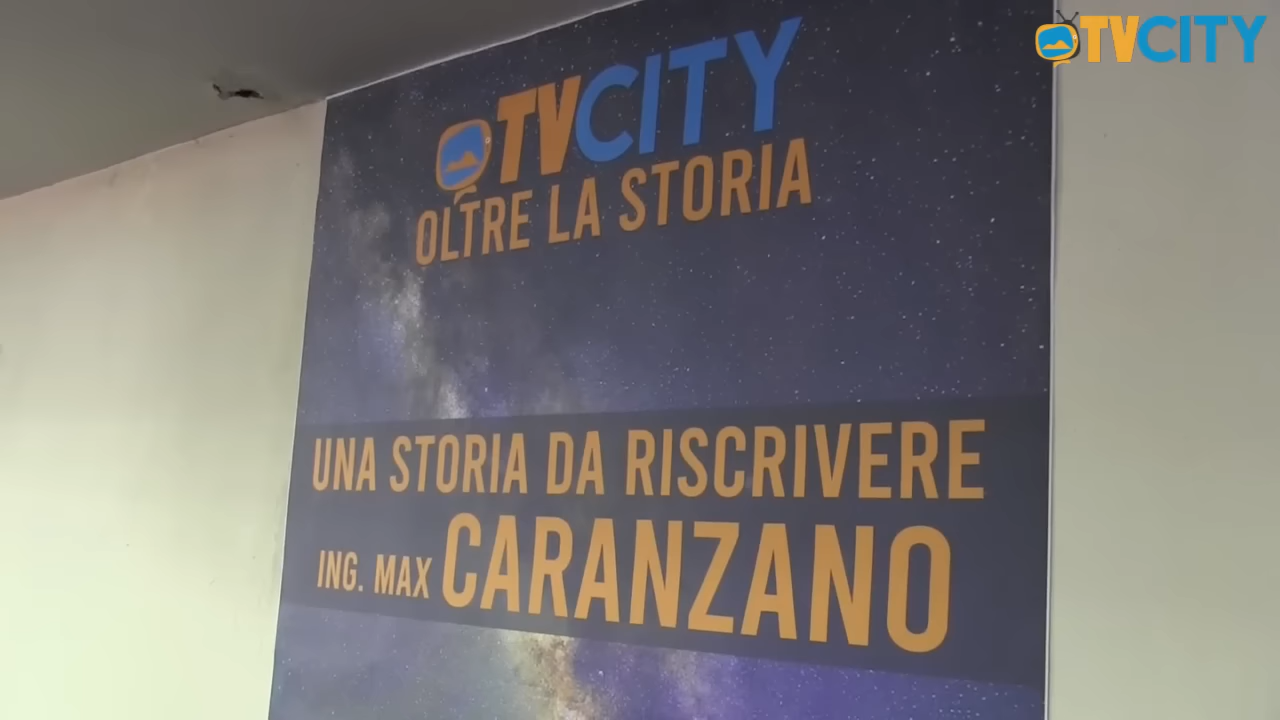 TVCITY
TVCITY
OLTRE LA STORIA
UNA STORIA DA RISCRIVERE
ING. MAX CARANZANO